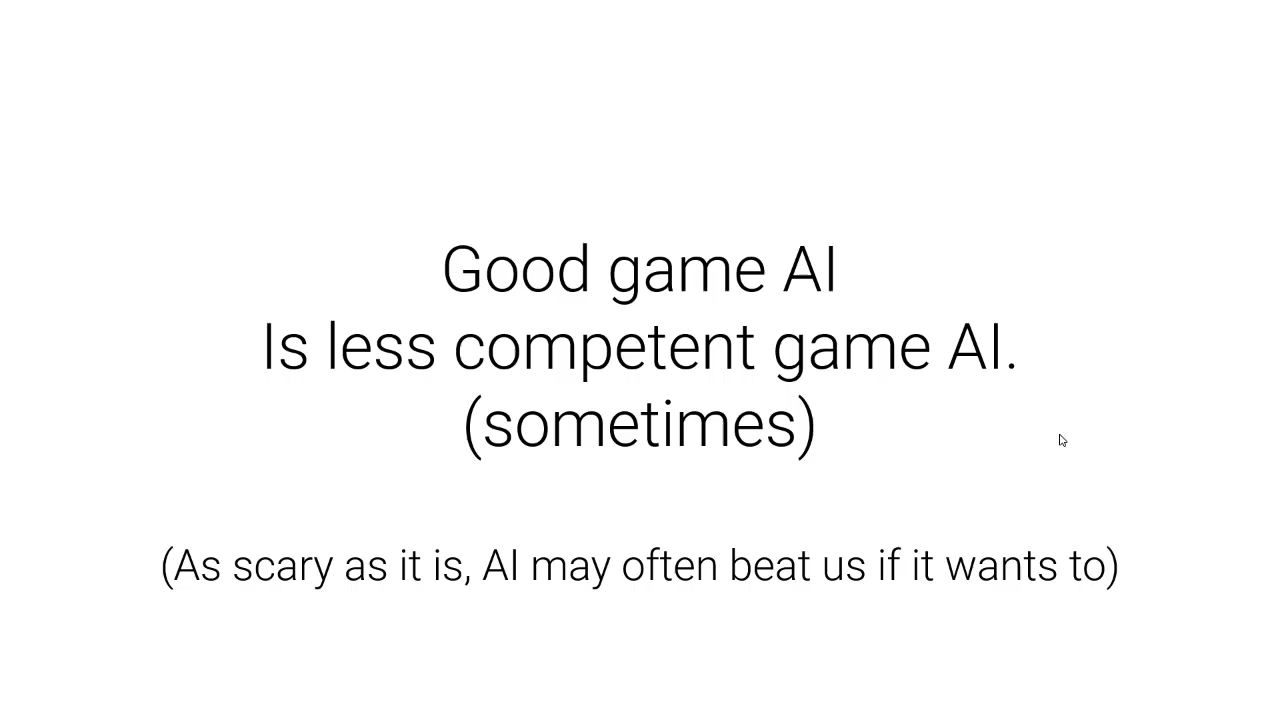 Good game AI
Is less competent game AI.
(sometimes)
(As scary as it is, AI may often beat us if it wants to)